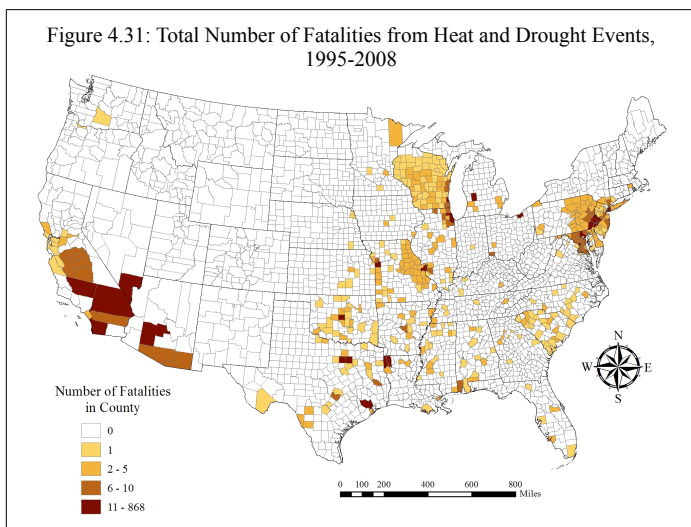 Figure 4.31: Total Number of Fatalities from Heat and Drought Events,
1995-2008
N
W
E
S
Number of Fatalities
in County
0
1
2 - 5
6 - 10
11 - 868
0 100 200 400 600 800
Miles